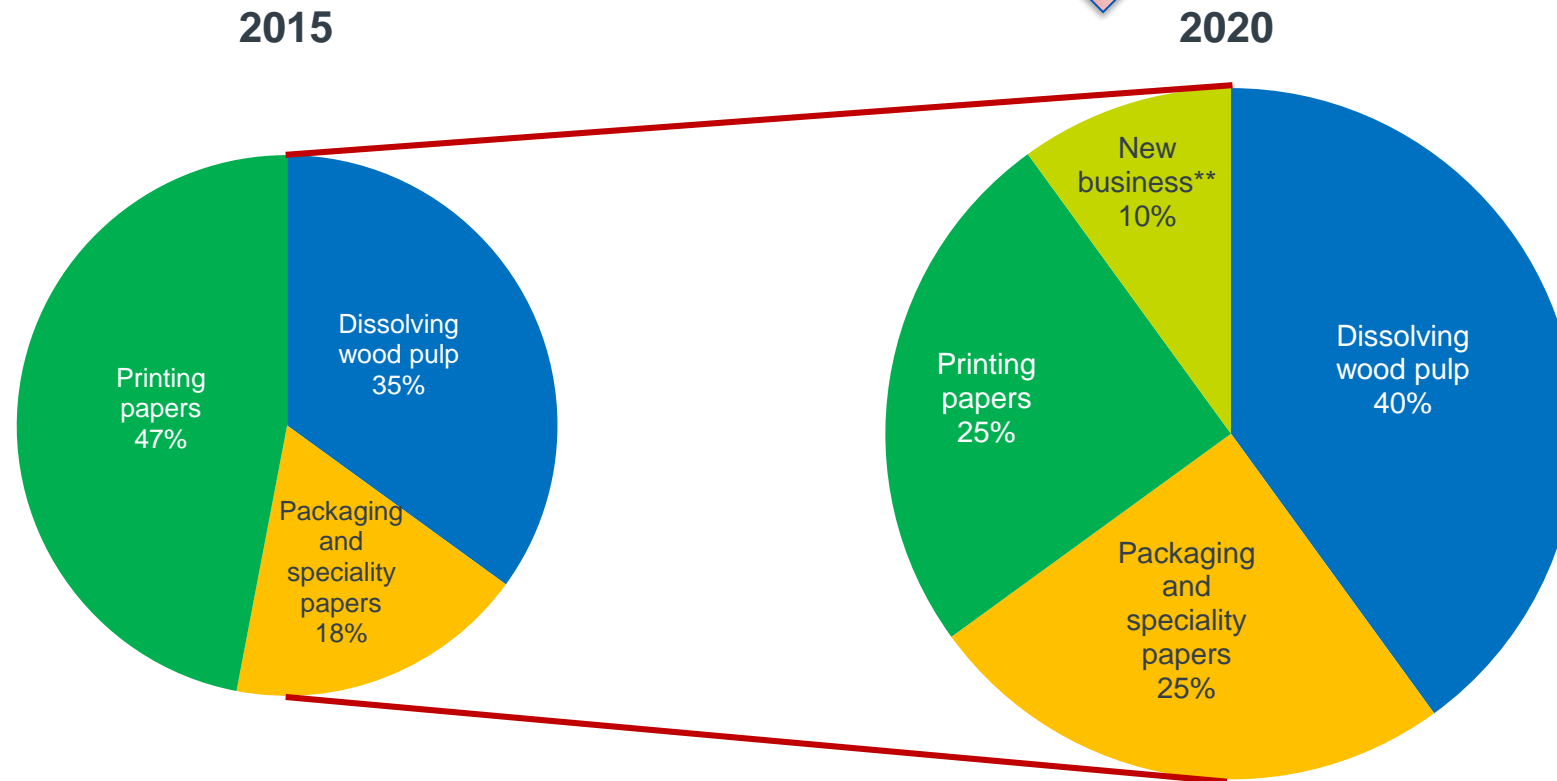 2015
Dissolving
wood pulp
35%
Printing
papers
47%
Packaging
and
speciality
papers
18%
2020
New
business**
10%
Dissolving
wood pulp
40%
Printing
papers
25%
Packaging
and
speciality
papers
25%